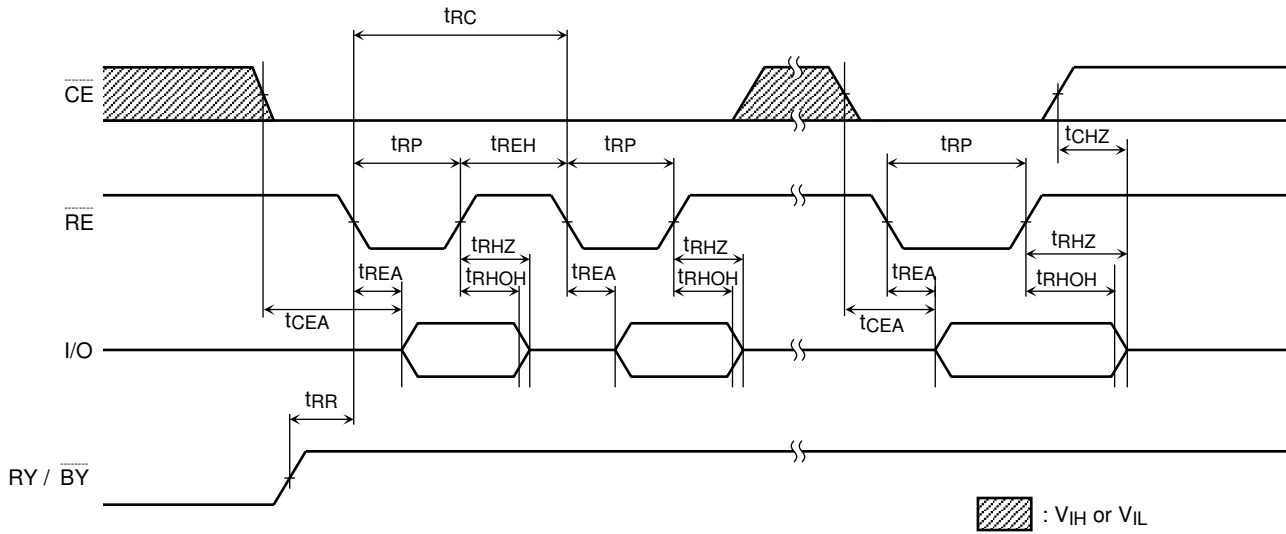 tRC
CE
tRP tREH tRP tRP tCHZ
RE
tRHZ tRHZ tRHZ
tREA tREA tREA
tRHOH tRHOH tRHOH
tCEA tCEA
I/O
tRR
RY / BY
: VIH or VIL